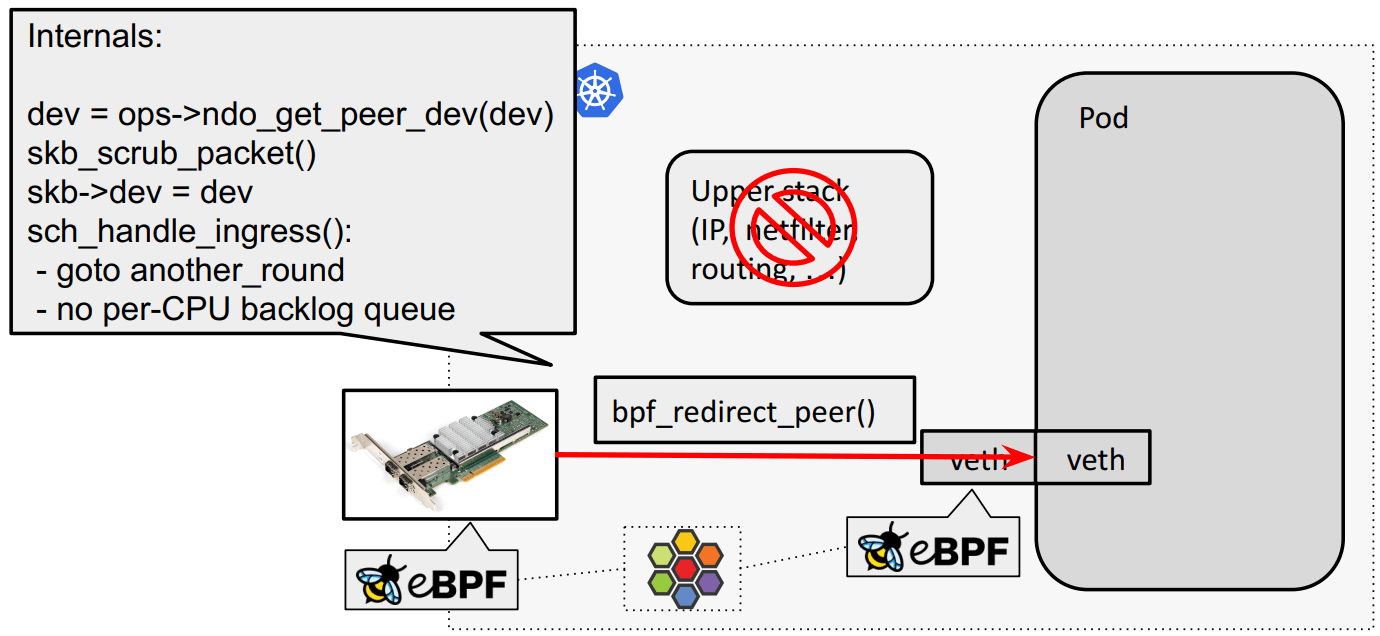 Internals:
dev = ops->ndo_get_peer_dev(dev)
skb_scrub_packet()
skb->dev = dev
sch_handle_ingress():
- goto another_round
- no per-CPU backlog queue
Pod
Upper stack
(IP, netfilter,
routing, ...)
bpf_redirect_peer()
veth
veth
eBPF
eBPF